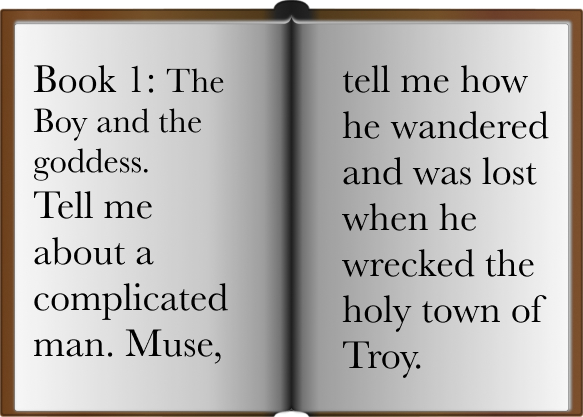 Book 1: The
Boy and the
goddess.
Tell me
about a
complicated
man. Muse,
tell me how
he wandered
and was lost
when he
wrecked the
holy town of
Troy.